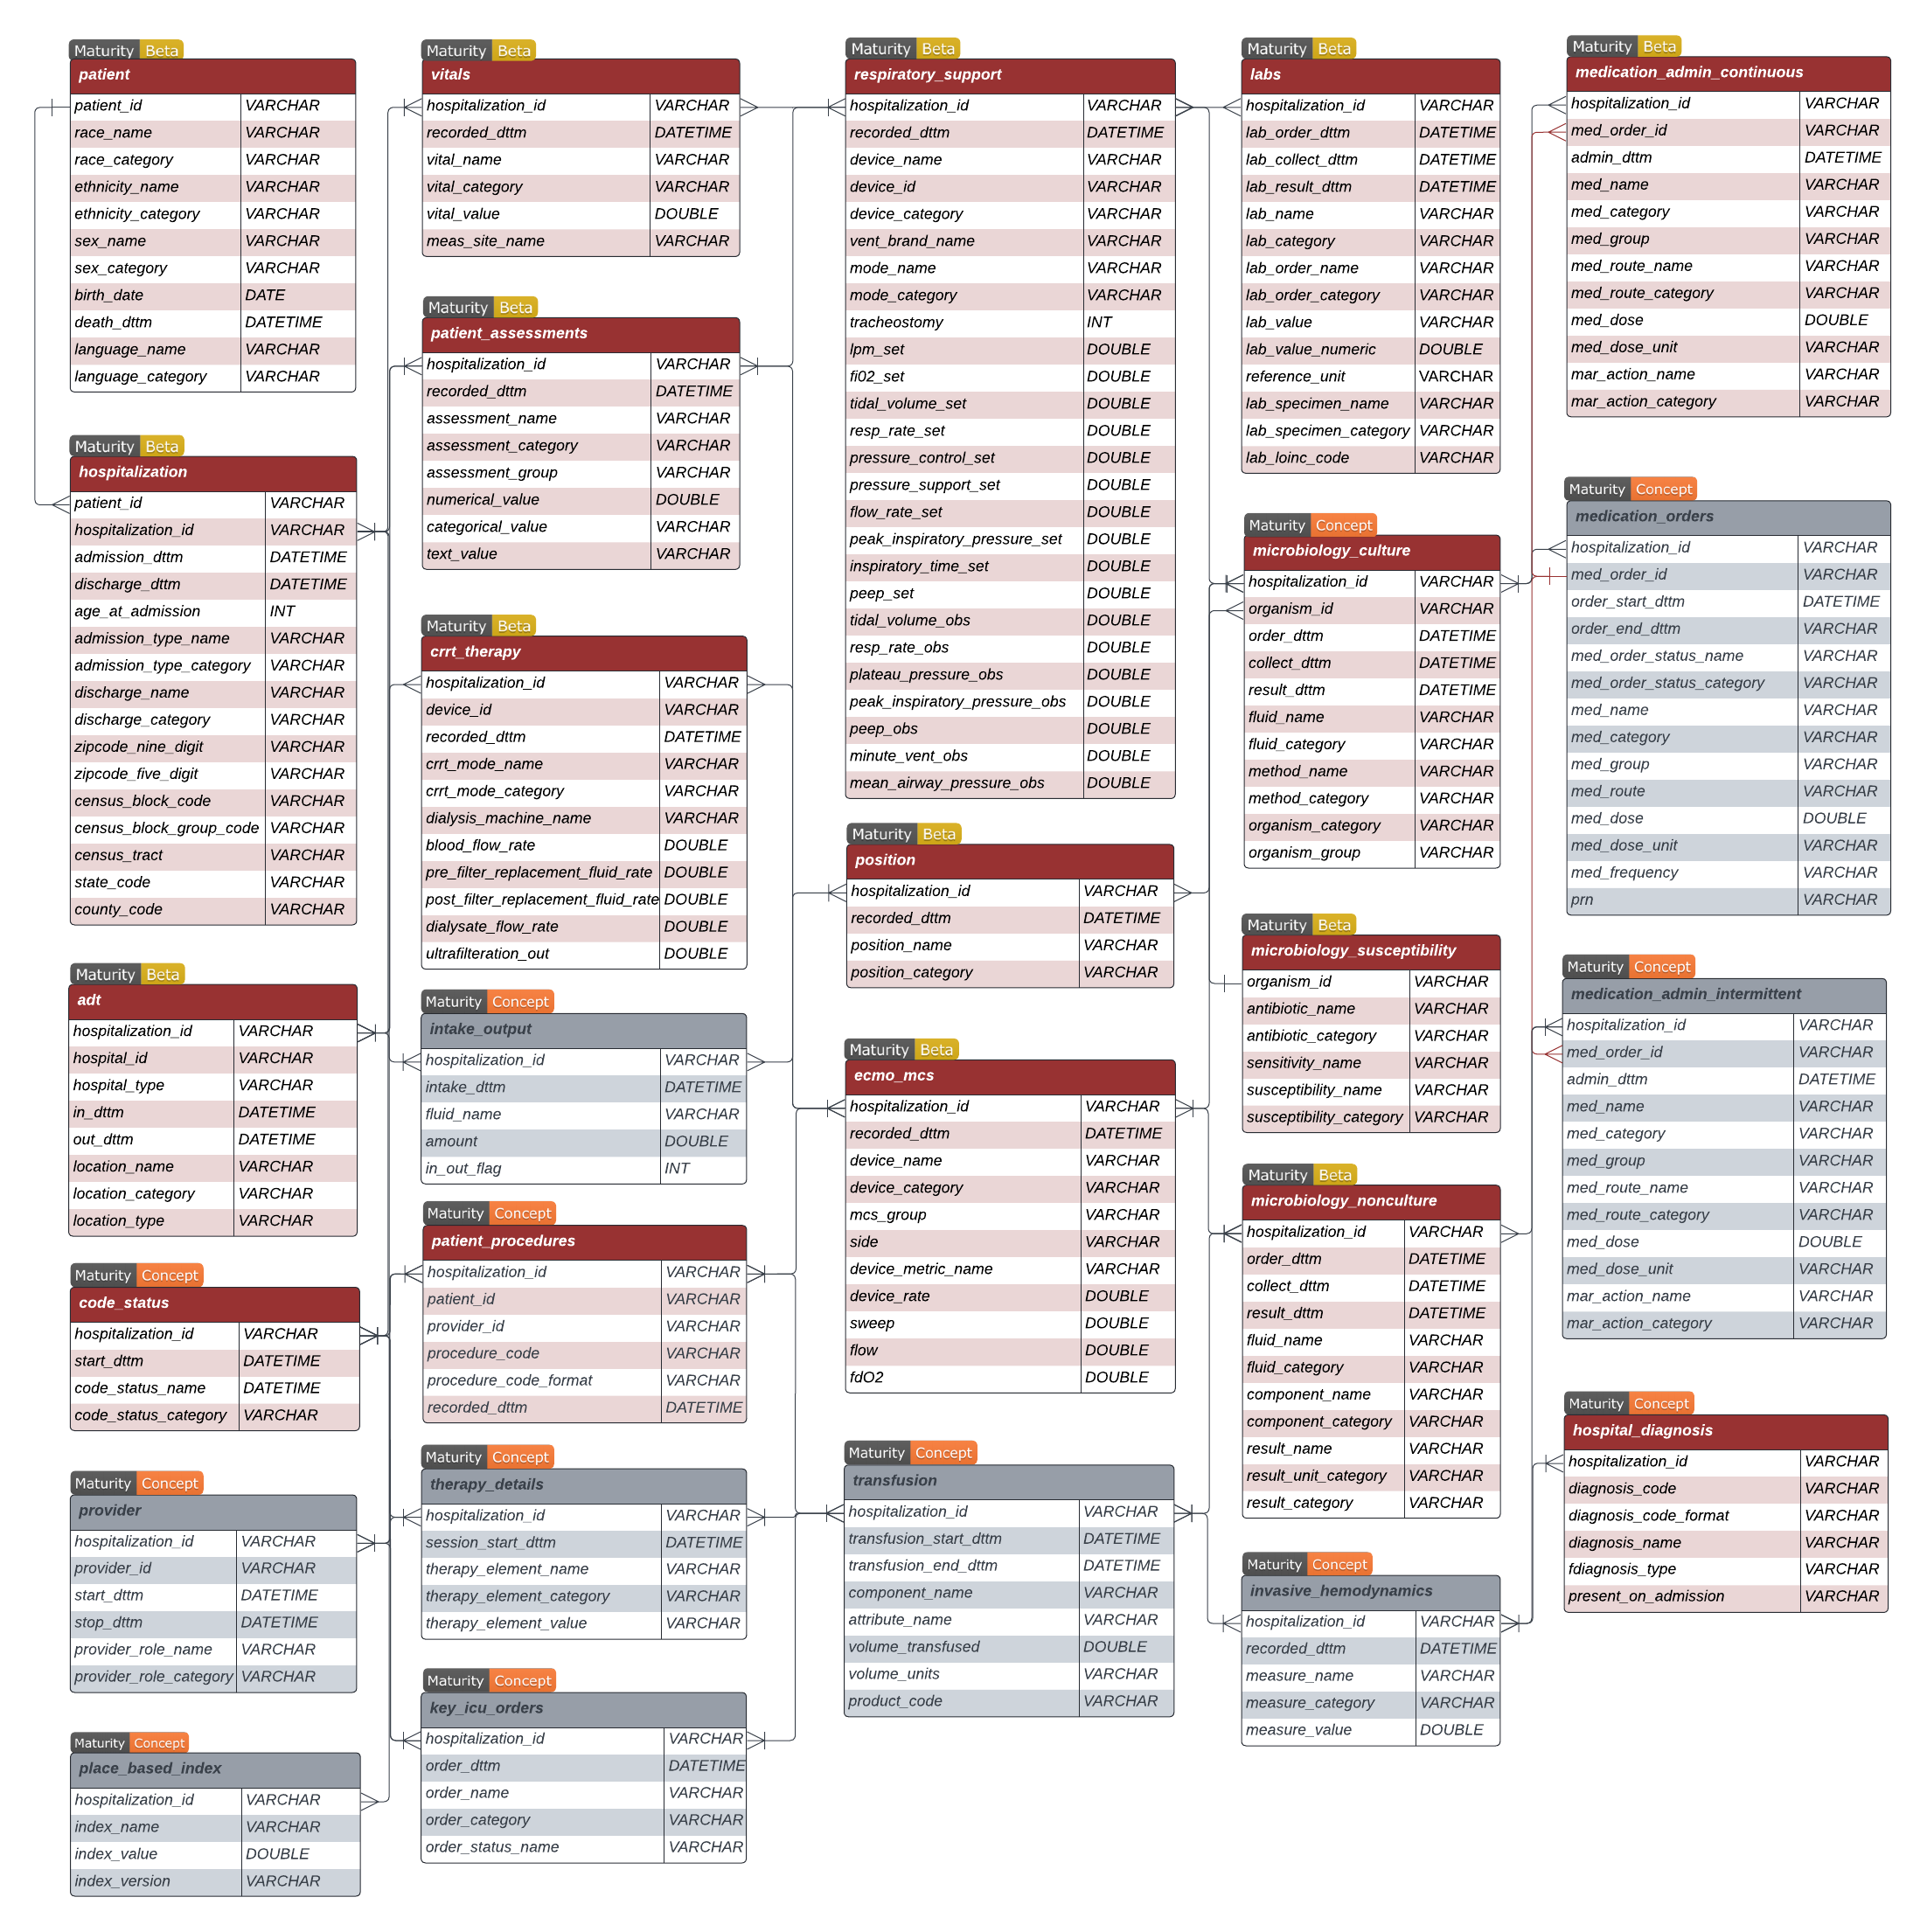 Maturity Beta
patient
patient_id VARCHAR
race_name VARCHAR
race_category VARCHAR
ethnicity_name VARCHAR
ethnicity_category VARCHAR
sex_name VARCHAR
sex_category VARCHAR
birth_date DATE
death_dttm DATETIME
language_name VARCHAR
language_category VARCHAR
Maturity Beta
hospitalization
patient_id VARCHAR
hospitalization_id VARCHAR
admission_dttm DATETIME
discharge_dttm DATETIME
age_at_admission INT
admission_type_name VARCHAR
admission_type_category VARCHAR
discharge_name VARCHAR
discharge_category VARCHAR
zipcode_nine_digit VARCHAR
zipcode_five_digit VARCHAR
census_block_code VARCHAR
census_block_group_code VARCHAR
census_tract VARCHAR
state_code VARCHAR
county_code VARCHAR
Maturity Beta
adt
hospitalization_id VARCHAR
hospital_id VARCHAR
hospital_type VARCHAR
in_dttm DATETIME
out_dttm DATETIME
location_name VARCHAR
location_category VARCHAR
location_type VARCHAR
Maturity Concept
code_status
hospitalization_id VARCHAR
start_dttm DATETIME
code_status_name DATETIME
code_status_category VARCHAR
Maturity Concept
provider
hospitalization_id VARCHAR
provider_id VARCHAR
start_dttm DATETIME
stop_dttm DATETIME
provider_role_name VARCHAR
provider_role_category VARCHAR
Maturity Concept
place_based_index
hospitalization_id VARCHAR
index_name VARCHAR
index_value DOUBLE
index_version VARCHAR
Maturity Beta
vitals
hospitalization_id VARCHAR
recorded_dttm DATETIME
vital_name VARCHAR
vital_category VARCHAR
vital_value DOUBLE
meas_site_name VARCHAR
Maturity Beta
patient_assessments
hospitalization_id VARCHAR
recorded_dttm DATETIME
assessment_name VARCHAR
assessment_category VARCHAR
assessment_group VARCHAR
numerical_value DOUBLE
categorical_value VARCHAR
text_value VARCHAR
Maturity Beta
crrt_therapy
hospitalization_id VARCHAR
device_id VARCHAR
recorded_dttm DATETIME
crrt_mode_name VARCHAR
crrt_mode_category VARCHAR
dialysis_machine_name VARCHAR
blood_flow_rate DOUBLE
pre_filter_replacement_fluid_rate DOUBLE
post_filter_replacement_fluid_rate DOUBLE
dialysate_flow_rate DOUBLE
ultrafilteration_out DOUBLE
Maturity Concept
intake_output
hospitalization_id VARCHAR
intake_dttm DATETIME
fluid_name VARCHAR
amount DOUBLE
in_out_flag INT
Maturity Concept
patient_procedures
hospitalization_id VARCHAR
patient_id VARCHAR
provider_id VARCHAR
procedure_code VARCHAR
procedure_code_format VARCHAR
recorded_dttm DATETIME
Maturity Concept
therapy_details
hospitalization_id VARCHAR
session_start_dttm DATETIME
therapy_element_name VARCHAR
therapy_element_category VARCHAR
therapy_element_value VARCHAR
Maturity Concept
key_icu_orders
hospitalization_id VARCHAR
order_dttm DATETIME
order_name VARCHAR
order_category VARCHAR
order_status_name VARCHAR
Maturity Beta
respiratory_support
hospitalization_id VARCHAR
recorded_dttm DATETIME
device_name VARCHAR
device_id VARCHAR
device_category VARCHAR
vent_brand_name VARCHAR
mode_name VARCHAR
mode_category VARCHAR
tracheostomy INT
lpm_set DOUBLE
fi02_set DOUBLE
tidal_volume_set DOUBLE
resp_rate_set DOUBLE
pressure_control_set DOUBLE
pressure_support_set DOUBLE
flow_rate_set DOUBLE
peak_inspiratory_pressure_set DOUBLE
inspiratory_time_set DOUBLE
peep_set DOUBLE
tidal_volume_obs DOUBLE
resp_rate_obs DOUBLE
plateau_pressure_obs DOUBLE
peak_inspiratory_pressure_obs DOUBLE
peep_obs DOUBLE
minute_vent_obs DOUBLE
mean_airway_pressure_obs DOUBLE
Maturity Beta
position
hospitalization_id VARCHAR
recorded_dttm DATETIME
position_name VARCHAR
position_category VARCHAR
Maturity Beta
ecmo_mcs
hospitalization_id VARCHAR
recorded_dttm DATETIME
device_name VARCHAR
device_category VARCHAR
mcs_group VARCHAR
side VARCHAR
device_metric_name VARCHAR
device_rate DOUBLE
sweep DOUBLE
flow DOUBLE
fdO2 DOUBLE
Maturity Concept
transfusion
hospitalization_id VARCHAR
transfusion_start_dttm DATETIME
transfusion_end_dttm DATETIME
component_name VARCHAR
attribute_name VARCHAR
volume_transfused DOUBLE
volume_units VARCHAR
product_code VARCHAR
Maturity Beta
labs
hospitalization_id VARCHAR
lab_order_dttm DATETIME
lab_collect_dttm DATETIME
lab_result_dttm DATETIME
lab_name VARCHAR
lab_category VARCHAR
lab_order_name VARCHAR
lab_order_category VARCHAR
lab_value VARCHAR
lab_value_numeric DOUBLE
reference_unit VARCHAR
lab_specimen_name VARCHAR
lab_specimen_category VARCHAR
lab_loinc_code VARCHAR
Maturity Concept
microbiology_culture
hospitalization_id VARCHAR
organism_id VARCHAR
order_dttm DATETIME
collect_dttm DATETIME
result_dttm DATETIME
fluid_name VARCHAR
fluid_category VARCHAR
method_name VARCHAR
method_category VARCHAR
organism_category VARCHAR
organism_group VARCHAR
Maturity Beta
microbiology_susceptibility
organism_id VARCHAR
antibiotic_name VARCHAR
antibiotic_category VARCHAR
sensitivity_name VARCHAR
susceptibility_name VARCHAR
susceptibility_category VARCHAR
Maturity Beta
microbiology_nonculture
hospitalization_id VARCHAR
order_dttm DATETIME
collect_dttm DATETIME
result_dttm DATETIME
fluid_name VARCHAR
fluid_category VARCHAR
component_name VARCHAR
component_category VARCHAR
result_name VARCHAR
result_unit_category VARCHAR
result_category VARCHAR
Maturity Concept
invasive_hemodynamics
hospitalization_id VARCHAR
recorded_dttm DATETIME
measure_name VARCHAR
measure_category VARCHAR
measure_value DOUBLE
Maturity Beta
medication_admin_continuous
hospitalization_id VARCHAR
med_order_id VARCHAR
admin_dttm DATETIME
med_name VARCHAR
med_category VARCHAR
med_group VARCHAR
med_route_name VARCHAR
med_route_category VARCHAR
med_dose DOUBLE
med_dose_unit VARCHAR
mar_action_name VARCHAR
mar_action_category VARCHAR
Maturity Concept
medication_orders
hospitalization_id VARCHAR
med_order_id VARCHAR
order_start_dttm DATETIME
order_end_dttm VARCHAR
med_order_status_name VARCHAR
med_order_status_category VARCHAR
med_name VARCHAR
med_category VARCHAR
med_group VARCHAR
med_route VARCHAR
med_dose DOUBLE
med_dose_unit VARCHAR
med_frequency VARCHAR
prn VARCHAR
Maturity Concept
medication_admin_intermittent
hospitalization_id VARCHAR
med_order_id VARCHAR
admin_dttm DATETIME
med_name VARCHAR
med_category VARCHAR
med_group VARCHAR
med_route_name VARCHAR
med_route_category VARCHAR
med_dose DOUBLE
med_dose_unit VARCHAR
mar_action_name VARCHAR
mar_action_category VARCHAR
Maturity Concept
hospital_diagnosis
hospitalization_id VARCHAR
diagnosis_code VARCHAR
diagnosis_code_format VARCHAR
diagnosis_name VARCHAR
fdiagnosis_type VARCHAR
present_on_admission VARCHAR